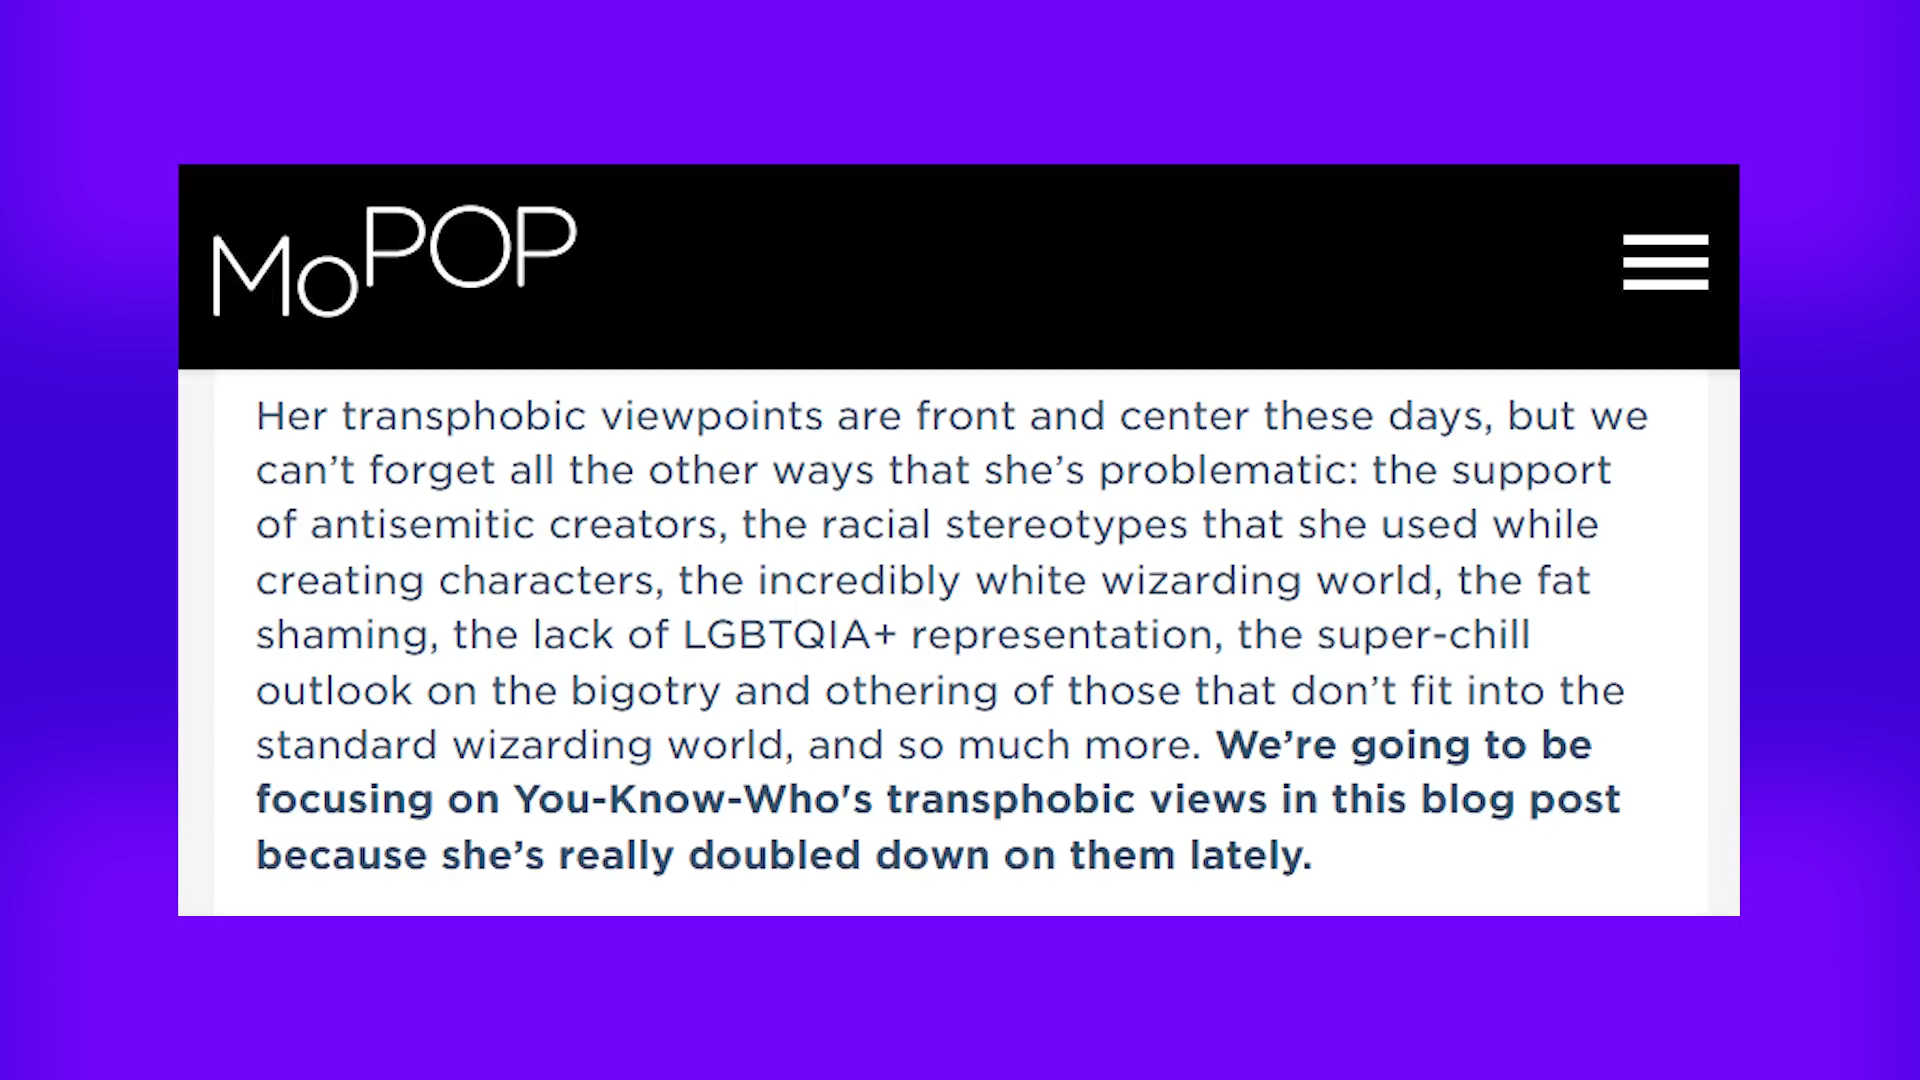 MoPOP
Her transphobic viewpoints are front and center these days, but we
can’t forget all the other ways that she’s problematic: the support
of antisemitic creators, the racial stereotypes that she used while
creating characters, the incredibly white wizarding world, the fat
shaming, the lack of LGBTQIA+ representation, the super-chill
outlook on the bigotry and othering of those that don’t fit into the
standard wizarding world, and so much more. We’re going to be
focusing on You-Know-Who's transphobic views in this blog post
because she’s really doubled down on them lately.